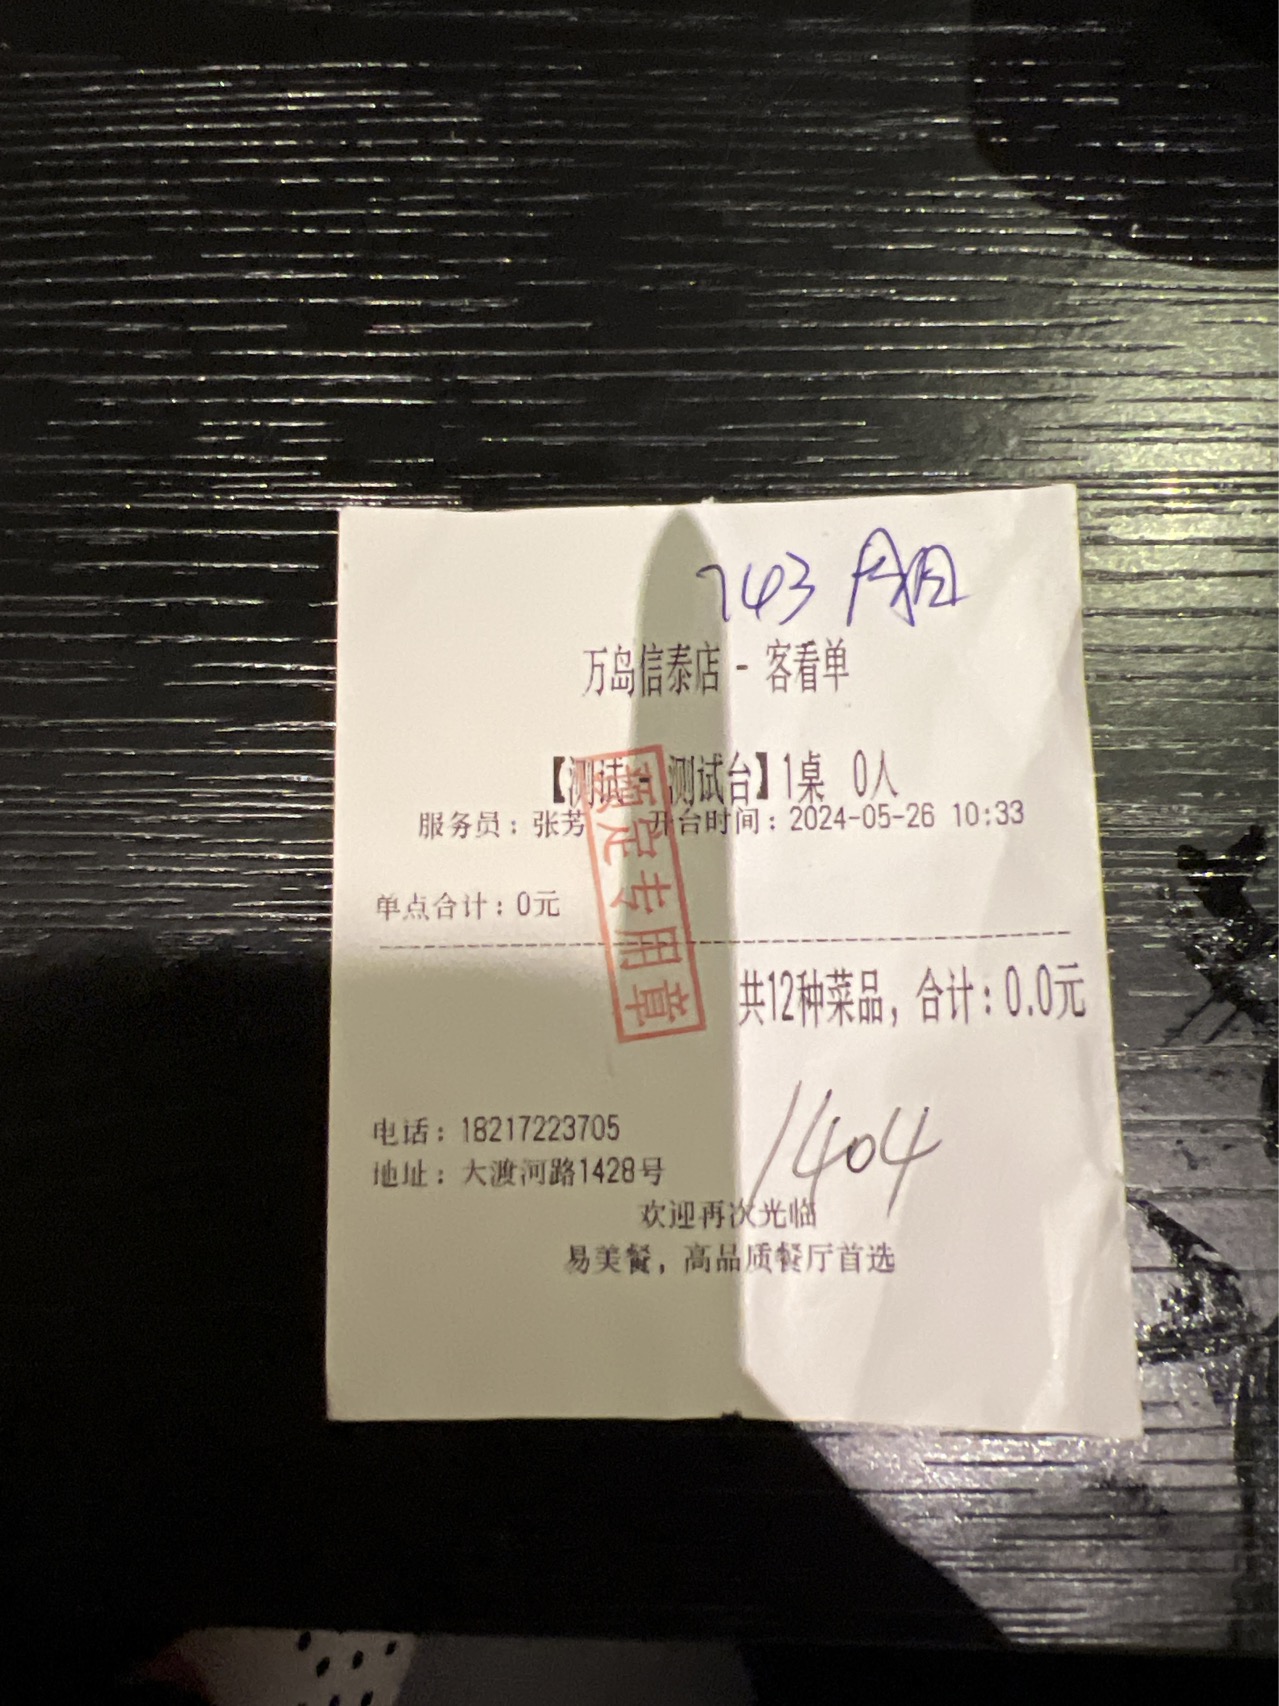 743
万岛信泰店 - 客看单
【测试 - 测试台】1桌 0人
服务员：张芳 开台时间：2024-05-26 10:33
预定专用章
单点合计：0元
共12种菜品，合计：0.0元
1404
电话：18217223705
地址：大渡河路1428号
欢迎再次光临
易美餐，高品质餐厅首选